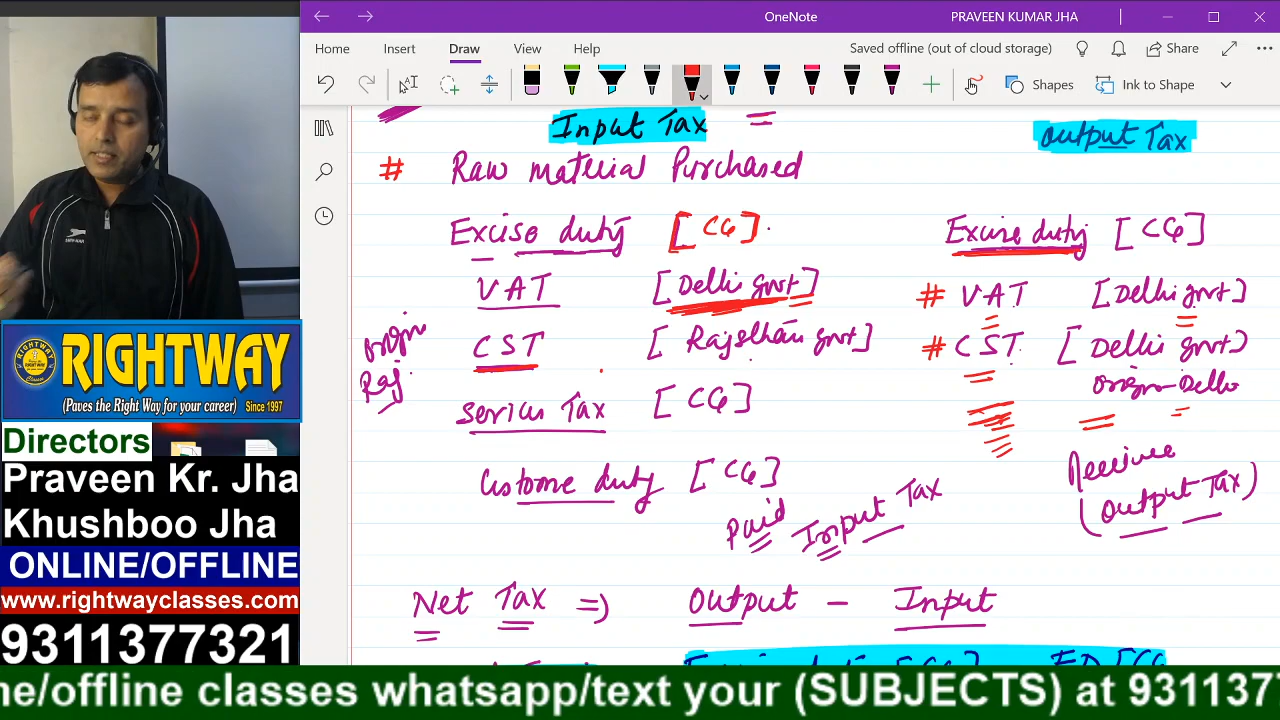 OneNote
PRAVEEN KUMAR JHA
Home Insert Draw View Help
Saved offline (out of cloud storage)
Share
Shapes
Ink to Shape
Input Tax
Output Tax
# Raw material Purchased
Excise duty [CG]
Excise duty [CG]
VAT [Delhi govt]
# VAT [Delhi govt]
CST [Rajsthan govt]
# CST [Delhi govt]
origin
Raj
origin Delhi
Service Tax [CG]
Custome duty [CG]
Paid
Input Tax
Receive
(Output Tax)
Net Tax => Output - Input
ED [CG
RIGHTWAY
(Paves the Right Way for your career) Since 1997
Directors
Praveen Kr. Jha
Khushboo Jha
ONLINE/OFFLINE
www.rightwayclasses.com
9311377321
ne/offline classes whatsapp/text your (SUBJECTS) at 931137